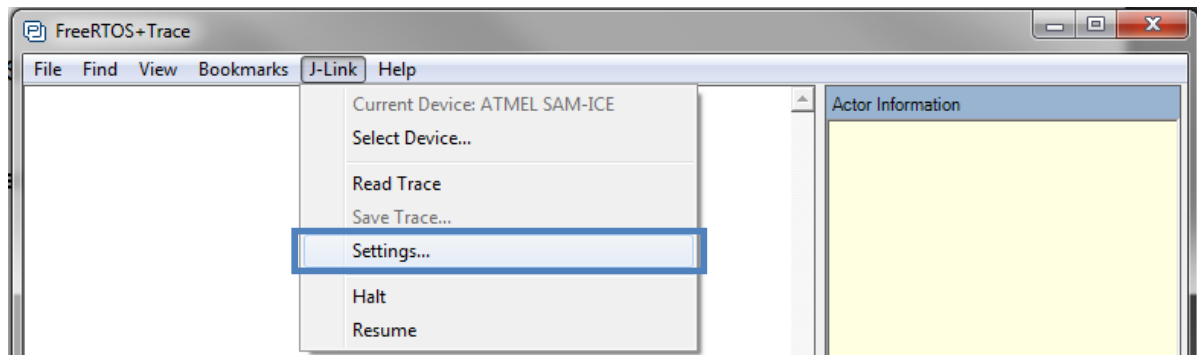 FreeRTOS+Trace
File Find View Bookmarks J-Link Help
Current Device: ATMEL SAM-ICE
Select Device...
Read Trace
Save Trace...
Settings...
Halt
Resume
Actor Information